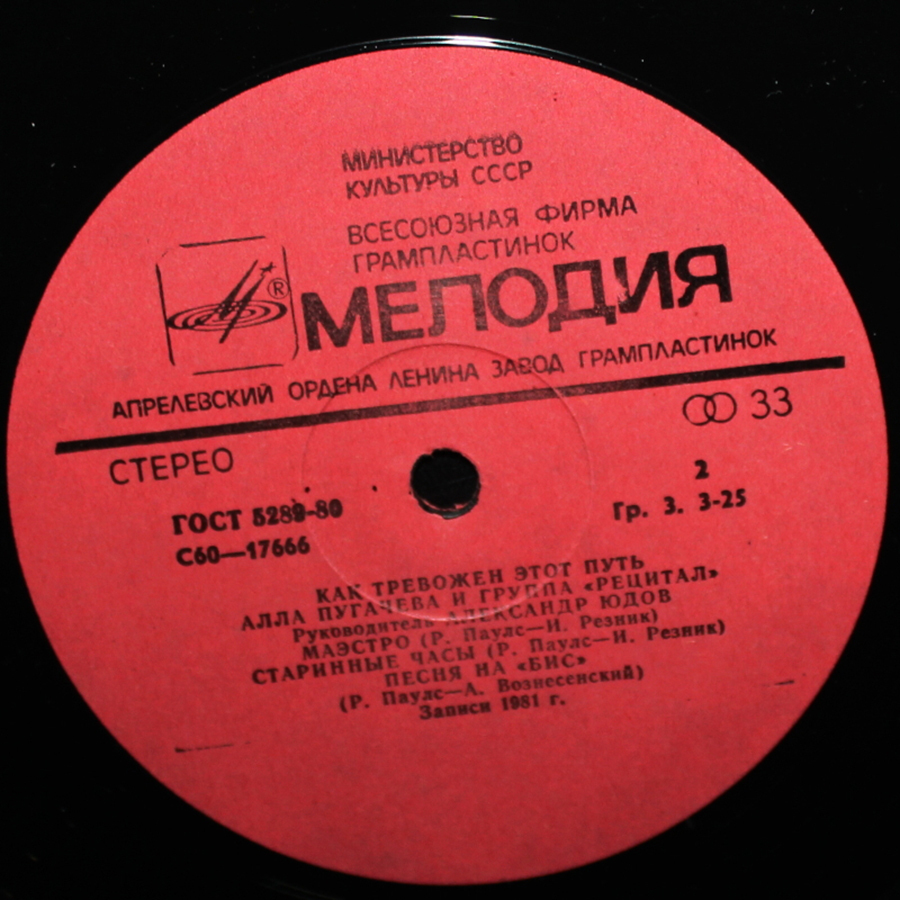 МИНИСТЕРСТВО
КУЛЬТУРЫ СССР
ВСЕСОЮЗНАЯ ФИРМА
ГРАМПЛАСТИНОК
®
МЕЛОДИЯ
АПРЕЛЕВСКИЙ ОРДЕНА ЛЕНИНА ЗАВОД ГРАМПЛАСТИНОК
33
СТЕРЕО
2
ГОСТ 5289-80
Гр. 3. 3-25
С60—17666
КАК ТРЕВОЖЕН ЭТОТ ПУТЬ
АЛЛА ПУГАЧЕВА И ГРУППА «РЕЦИТАЛ»
Руководитель АЛЕКСАНДР ЮДОВ
МАЭСТРО (Р. Паулс—И. Резник)
СТАРИННЫЕ ЧАСЫ (Р. Паулс—И. Резник)
ПЕСНЯ НА «БИС»
(Р. Паулс—А. Вознесенский)
Записи 1981 г.